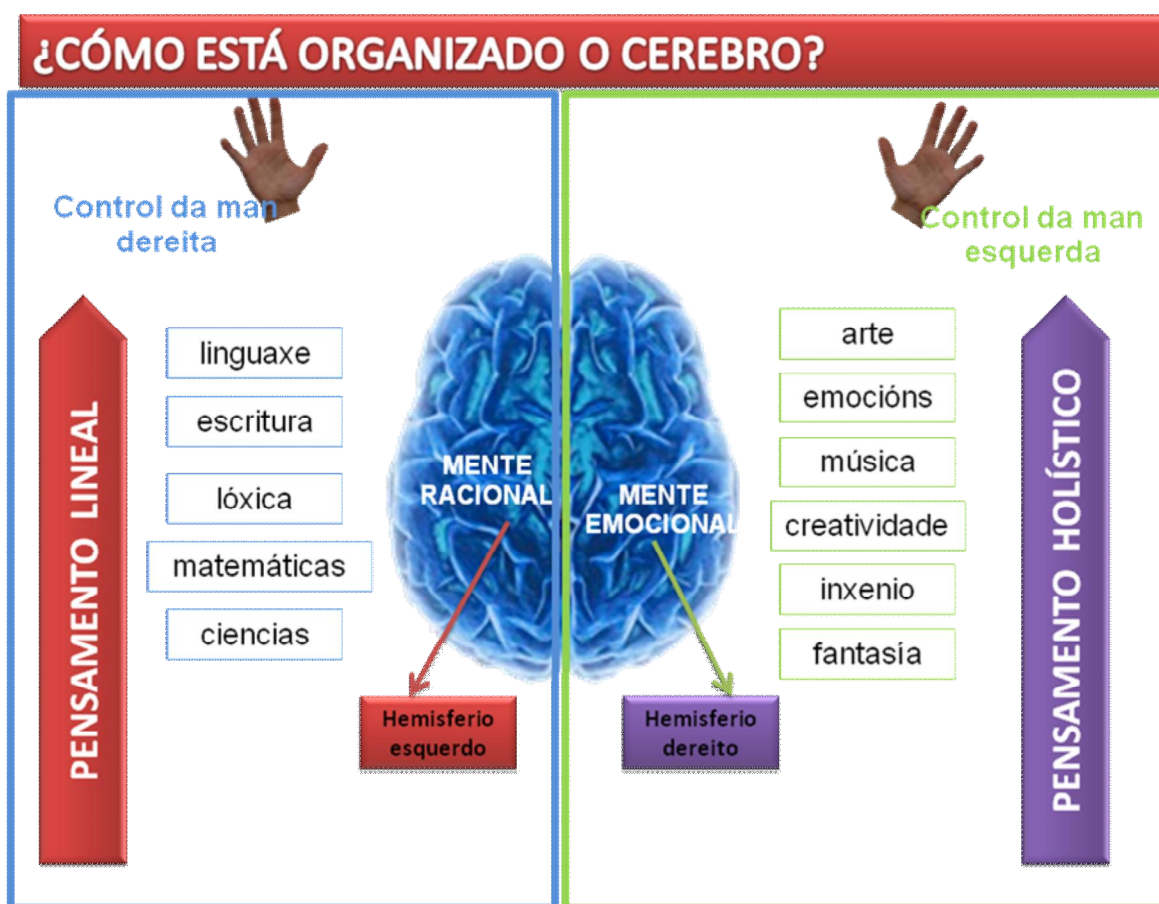 ¿CÓMO ESTÁ ORGANIZADO O CEREBRO?
Control da man
dereita
PENSAMENTO LINEAL
linguaxe
escritura
lóxica
matemáticas
ciencias
MENTE
RACIONAL
Hemisferio
esquerdo
Control da man
esquerda
MENTE
EMOCIONAL
Hemisferio
dereito
arte
emocións
música
creatividade
inxenio
fantasía
PENSAMENTO HOLÍSTICO